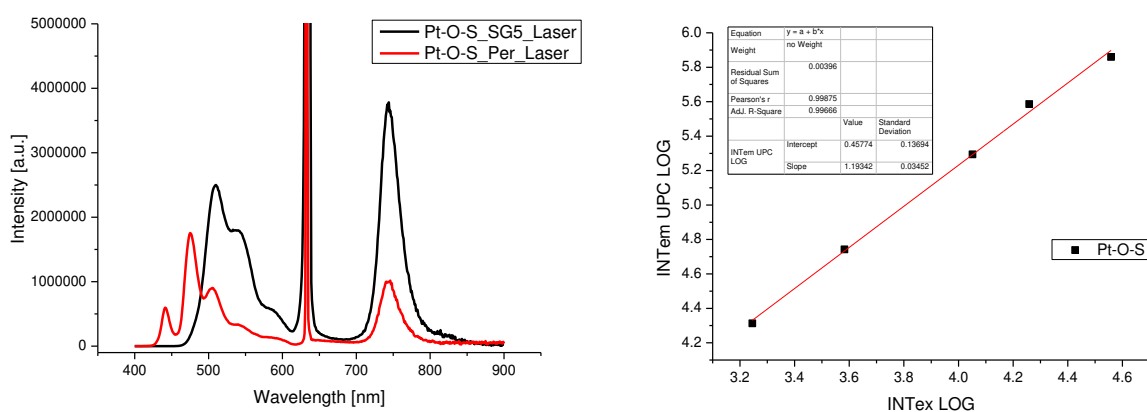 5000000
4000000
3000000
2000000
1000000
0
Intensity [a.u.]
400 500 600 700 800 900
Wavelength [nm]
Pt-O-S_SG5_Laser
Pt-O-S_Per_Laser
6.0
5.8
5.6
5.4
5.2
5.0
4.8
4.6
4.4
4.2
INTem UPC LOG
3.2 3.4 3.6 3.8 4.0 4.2 4.4 4.6
INTex LOG
Equation y = a + b*x
Weight no Weight
Residual Sum
of Squares 0.00396
Pearson's r 0.99875
Adj. R-Square 0.99666
Value Standard
Deviation
INTem UPC
LOG
Intercept 0.45774 0.13694
Slope 1.19342 0.03452
Pt-O-S